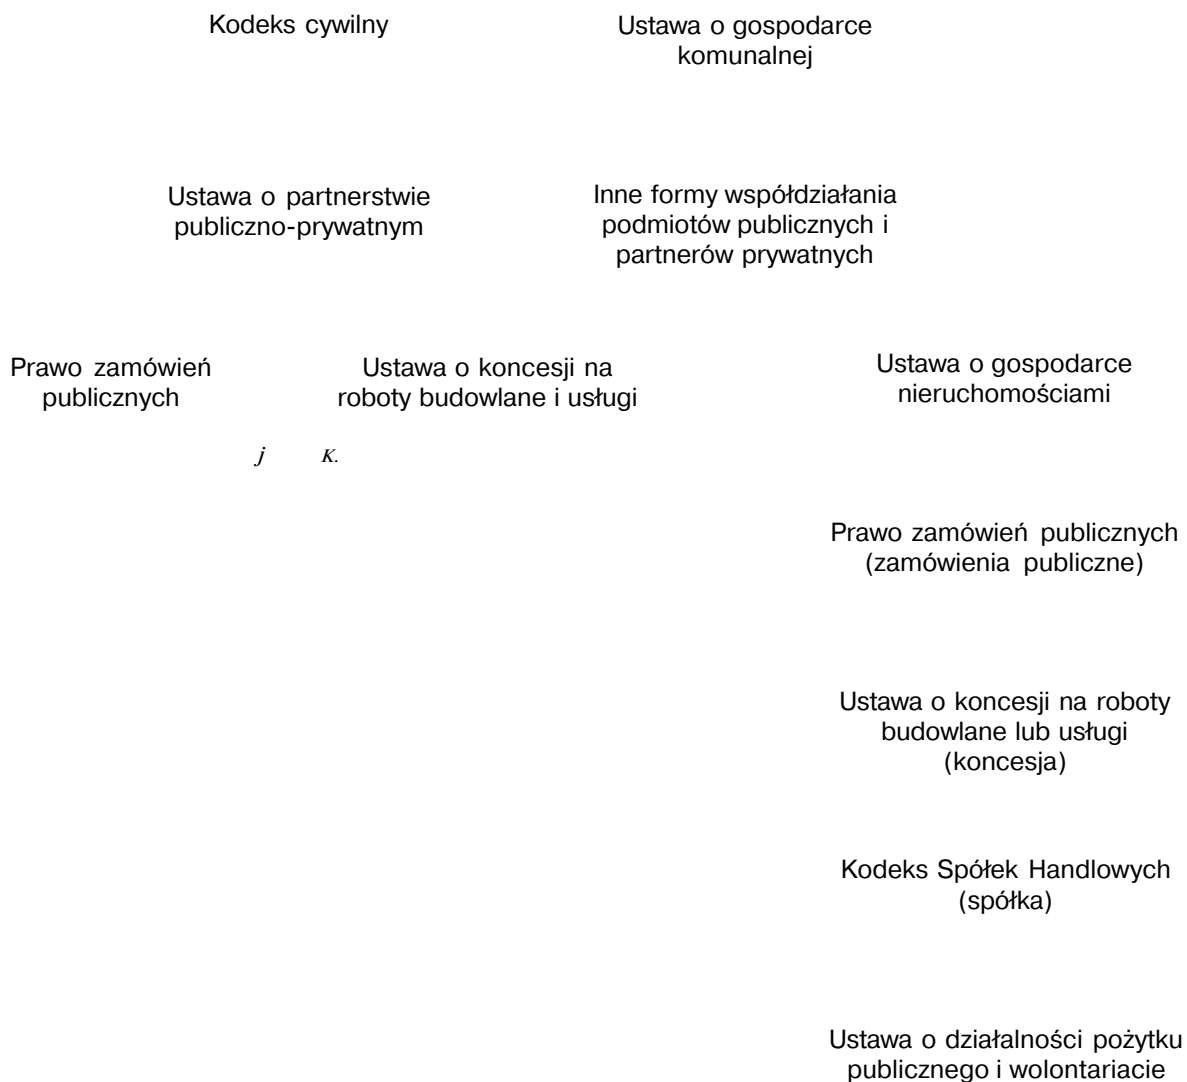 Kodeks cywilny
Ustawa o gospodarce
komunalnej
Ustawa o partnerstwie
publiczno-prywatnym
Inne formy współdziałania
podmiotów publicznych i
partnerów prywatnych
Prawo zamówień
publicznych
Ustawa o koncesji na
roboty budowlane i usługi
Ustawa o gospodarce
nieruchomościami
j K.
Prawo zamówień publicznych
(zamówienia publiczne)
Ustawa o koncesji na roboty
budowlane lub usługi
(koncesja)
Kodeks Spółek Handlowych
(spółka)
Ustawa o działalności pożytku
publicznego i wolontariacie